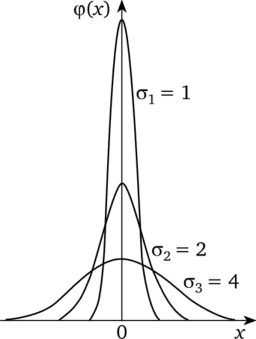 φ(x)
σ₁ = 1
σ₂ = 2
σ₃ = 4
0
x